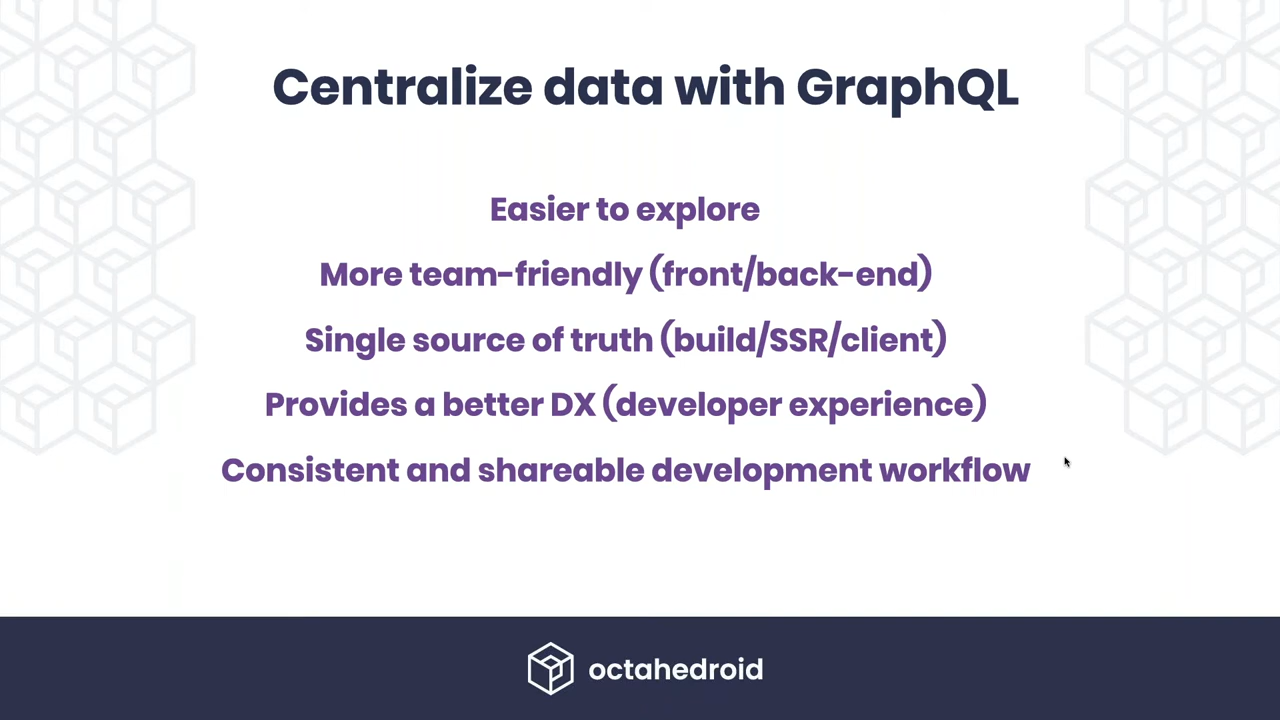 Centralize data with GraphQL
Easier to explore
More team-friendly (front/back-end)
Single source of truth (build/SSR/client)
Provides a better DX (developer experience)
Consistent and shareable development workflow
octahedroid